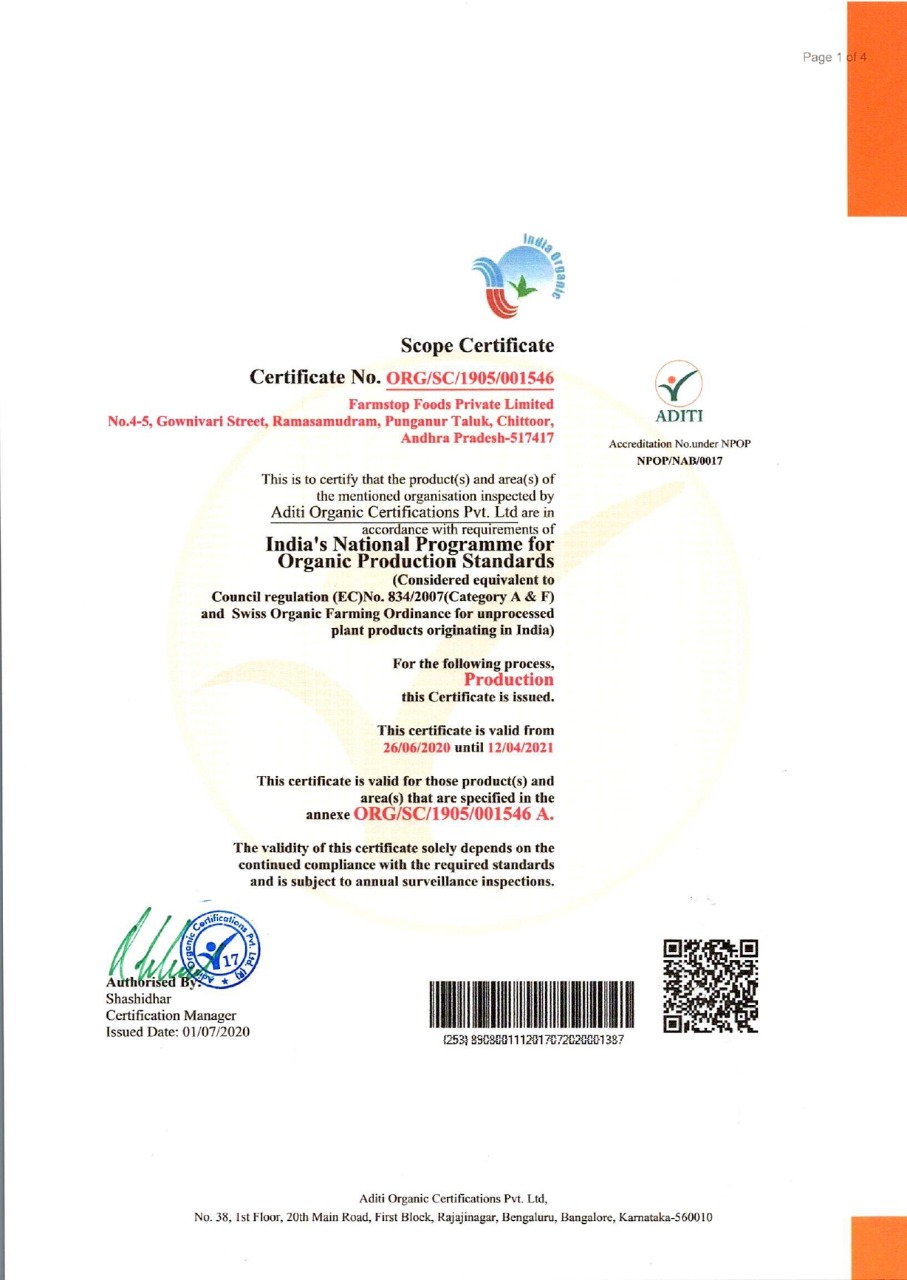 Page 1 of 4
India Organic
Scope Certificate
Certificate No. ORG/SC/1905/001546
Farmstop Foods Private Limited
No.4-5, Gownivari Street, Ramasamudram, Punganur Taluk, Chittoor,
Andhra Pradesh-517417
ADITI
Accreditation No.under NPOP
NPOP/NAB/0017
This is to certify that the product(s) and area(s) of
the mentioned organisation inspected by
Aditi Organic Certifications Pvt. Ltd are in
accordance with requirements of
India's National Programme for
Organic Production Standards
(Considered equivalent to
Council regulation (EC)No. 834/2007(Category A & F)
and Swiss Organic Farming Ordinance for unprocessed
plant products originating in India)
For the following process,
Production
this Certificate is issued.
This certificate is valid from
26/06/2020 until 12/04/2021
This certificate is valid for those product(s) and
area(s) that are specified in the
annexe ORG/SC/1905/001546 A.
The validity of this certificate solely depends on the
continued compliance with the required standards
and is subject to annual surveillance inspections.
Aditi Organic Certifications Pvt. Ltd.
17
Authorised By:
Shashidhar
Certification Manager
Issued Date: 01/07/2020
(253) 8908001112017072020001387
Aditi Organic Certifications Pvt. Ltd,
No. 38, 1st Floor, 20th Main Road, First Block, Rajajinagar, Bengaluru, Bangalore, Karnataka-560010